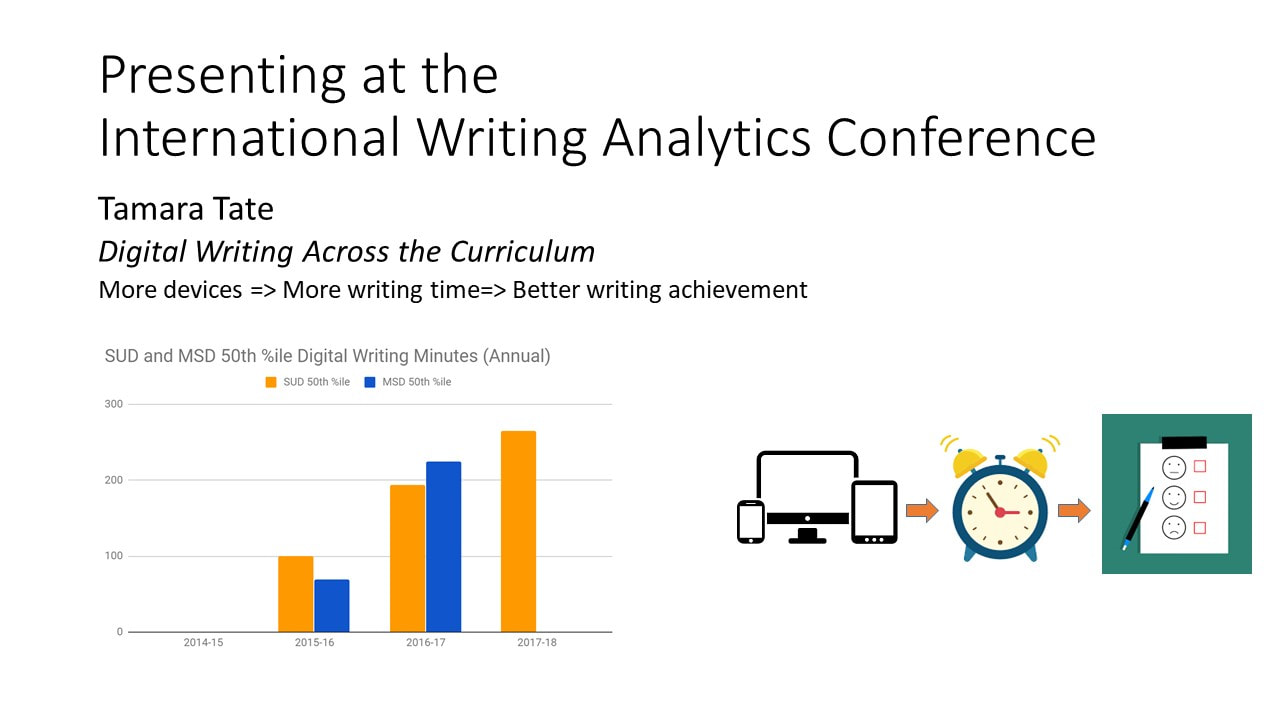 Presenting at the
International Writing Analytics Conference
Tamara Tate
Digital Writing Across the Curriculum
More devices => More writing time=> Better writing achievement
SUD and MSD 50th %ile Digital Writing Minutes (Annual)
SUD 50th %ile MSD 50th %ile
300
200
100
0
2014-15 2015-16 2016-17 2017-18